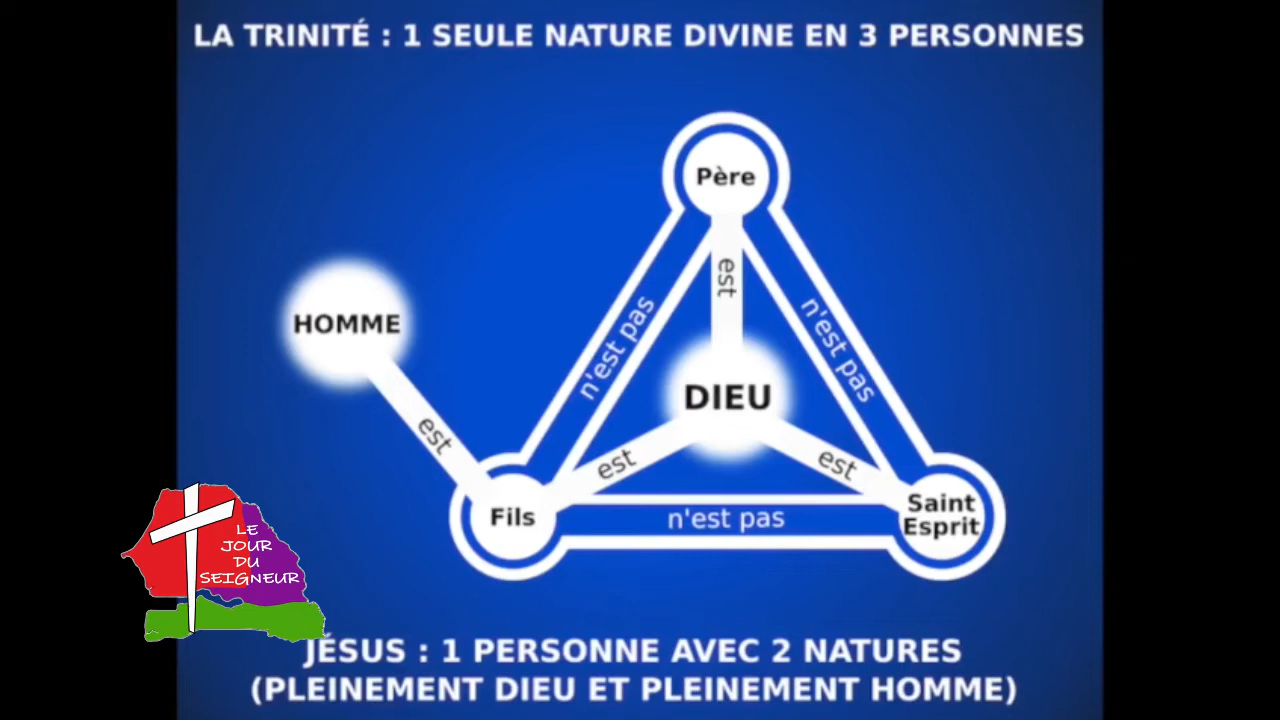 LA TRINITÉ : 1 SEULE NATURE DIVINE EN 3 PERSONNES
Père
est
n'est pas
n'est pas
HOMME
DIEU
est
est
est
Fils
n'est pas
Saint
Esprit
LE
JOUR
DU
SEIGNEUR
JÉSUS : 1 PERSONNE AVEC 2 NATURES
(PLEINEMENT DIEU ET PLEINEMENT HOMME)